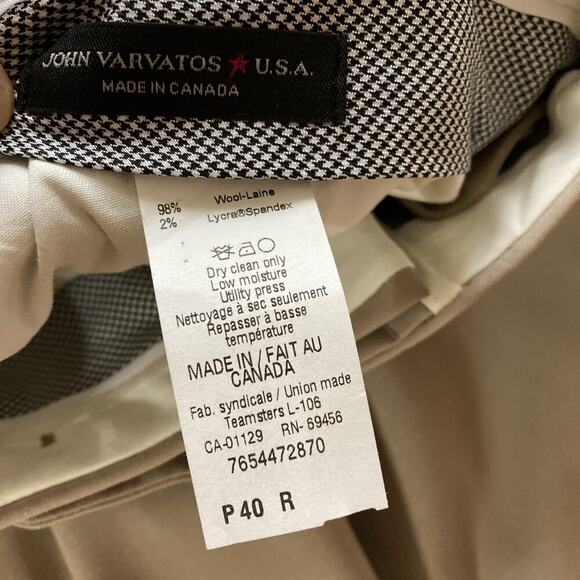 JOHN VARVATOS ★ U.S.A.
MADE IN CANADA
98% Wool-Laine
2% Lycra®Spandex
Dry clean only
Low moisture
Utility press
Nettoyage à sec seulement
Repasser à basse
température
MADE IN / FAIT AU
CANADA
Fab. syndicale / Union made
Teamsters L-106
CA-01129 RN- 69456
7654472870
P 40 R